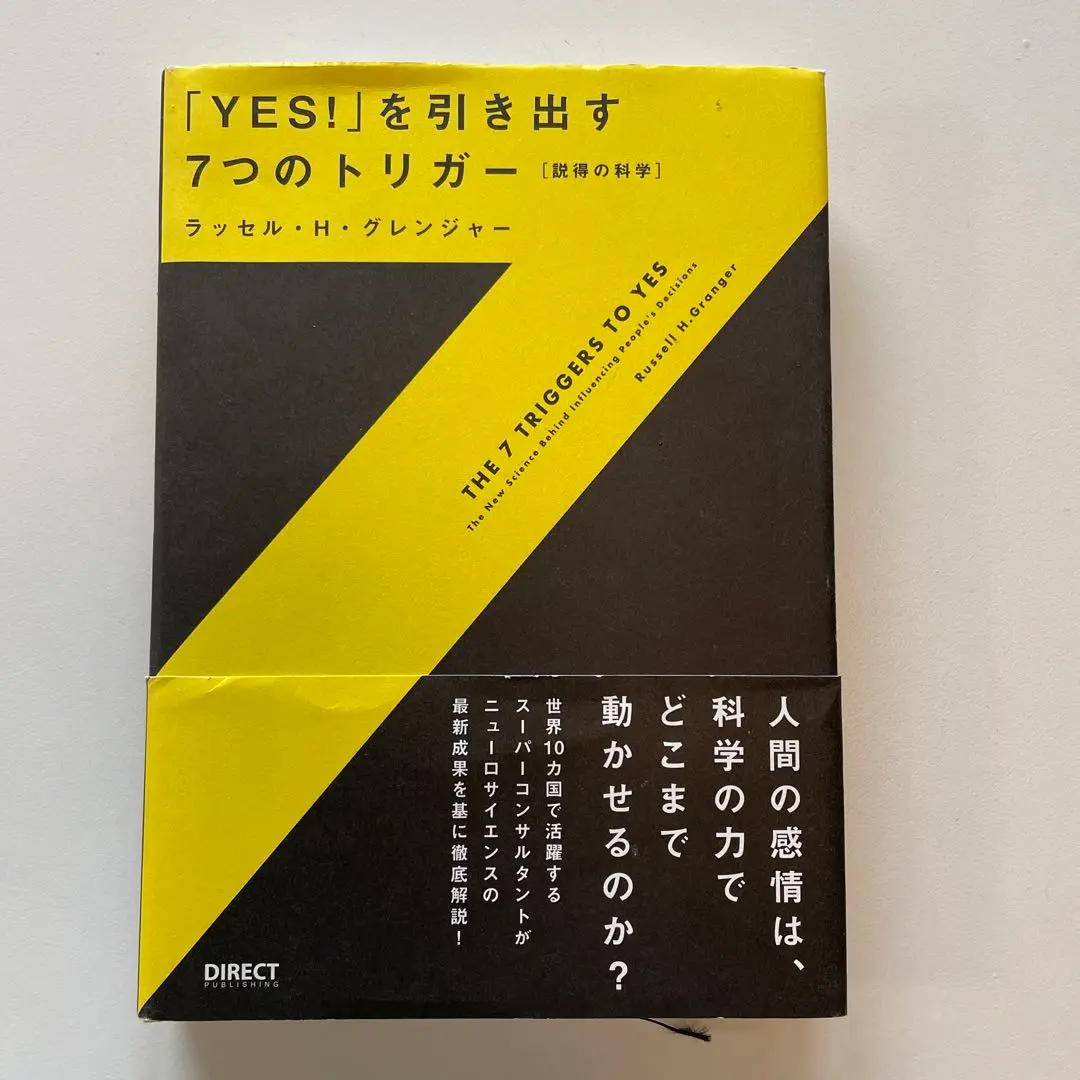 「YES!」を引き出す
7つのトリガー [説得の科学]
ラッセル・H・グレンジャー
THE 7 TRIGGERS TO YES
The New Science Behind Influencing People's Decisions
Russell H.Granger
人間の感情は、
科学の力で
どこまで
動かせるのか?
世界10カ国で活躍する
スーパーコンサルタントが
ニューロサイエンスの
最新成果を基に徹底解説!
DIRECT
PUBLISHING